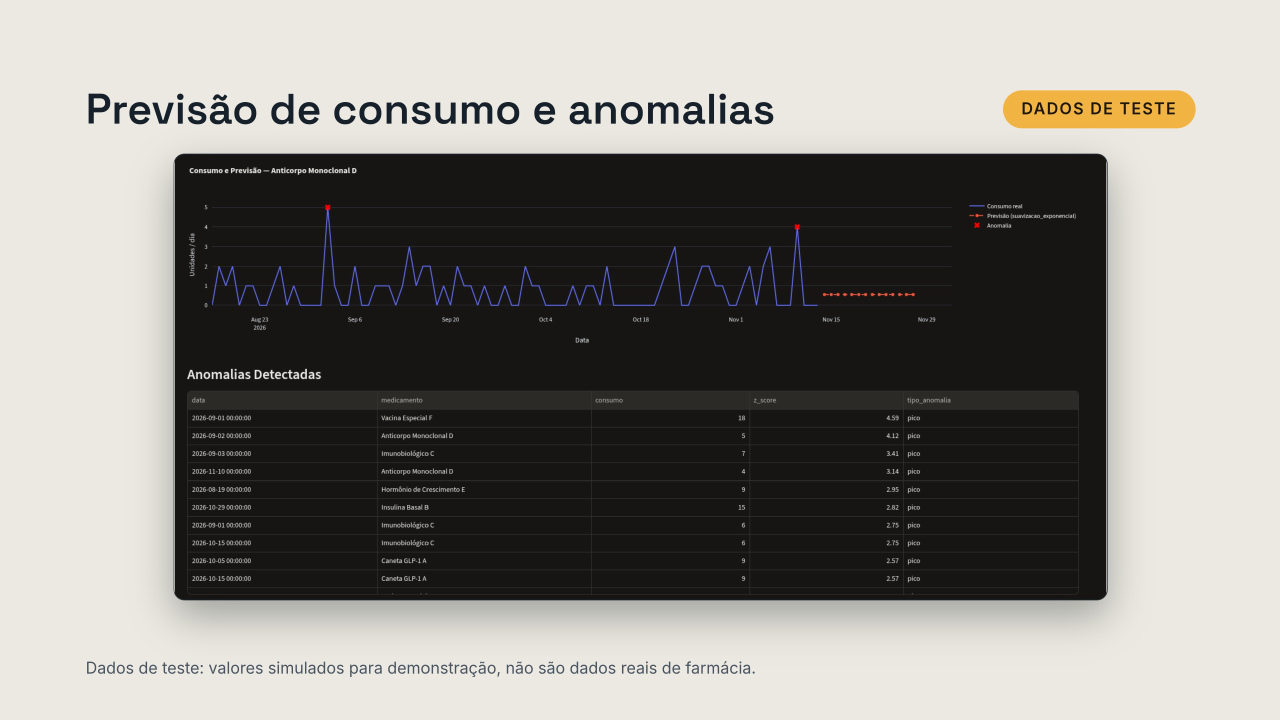 Previsão de consumo e anomalias
DADOS DE TESTE
Consumo e Previsão — Anticorpo Monoclonal D
Consumo real
Previsão (suavizacao_exponencial)
Anomalia
Unidades / dia
5
4
3
2
1
0
Aug 23
2026
Sep 6
Sep 20
Oct 4
Oct 18
Nov 1
Nov 15
Nov 29
Data
Anomalias Detectadas
data medicamento consumo z_score tipo_anomalia
2026-09-01 00:00:00 Vacina Especial F 18 4.59 pico
2026-09-02 00:00:00 Anticorpo Monoclonal D 5 4.12 pico
2026-09-03 00:00:00 Imunobiológico C 7 3.41 pico
2026-11-10 00:00:00 Anticorpo Monoclonal D 4 3.14 pico
2026-08-19 00:00:00 Hormônio de Crescimento E 9 2.95 pico
2026-10-29 00:00:00 Insulina Basal B 15 2.82 pico
2026-09-01 00:00:00 Imunobiológico C 6 2.75 pico
2026-10-15 00:00:00 Imunobiológico C 6 2.75 pico
2026-10-05 00:00:00 Caneta GLP-1 A 9 2.57 pico
2026-10-15 00:00:00 Caneta GLP-1 A 9 2.57 pico
Dados de teste: valores simulados para demonstração, não são dados reais de farmácia.